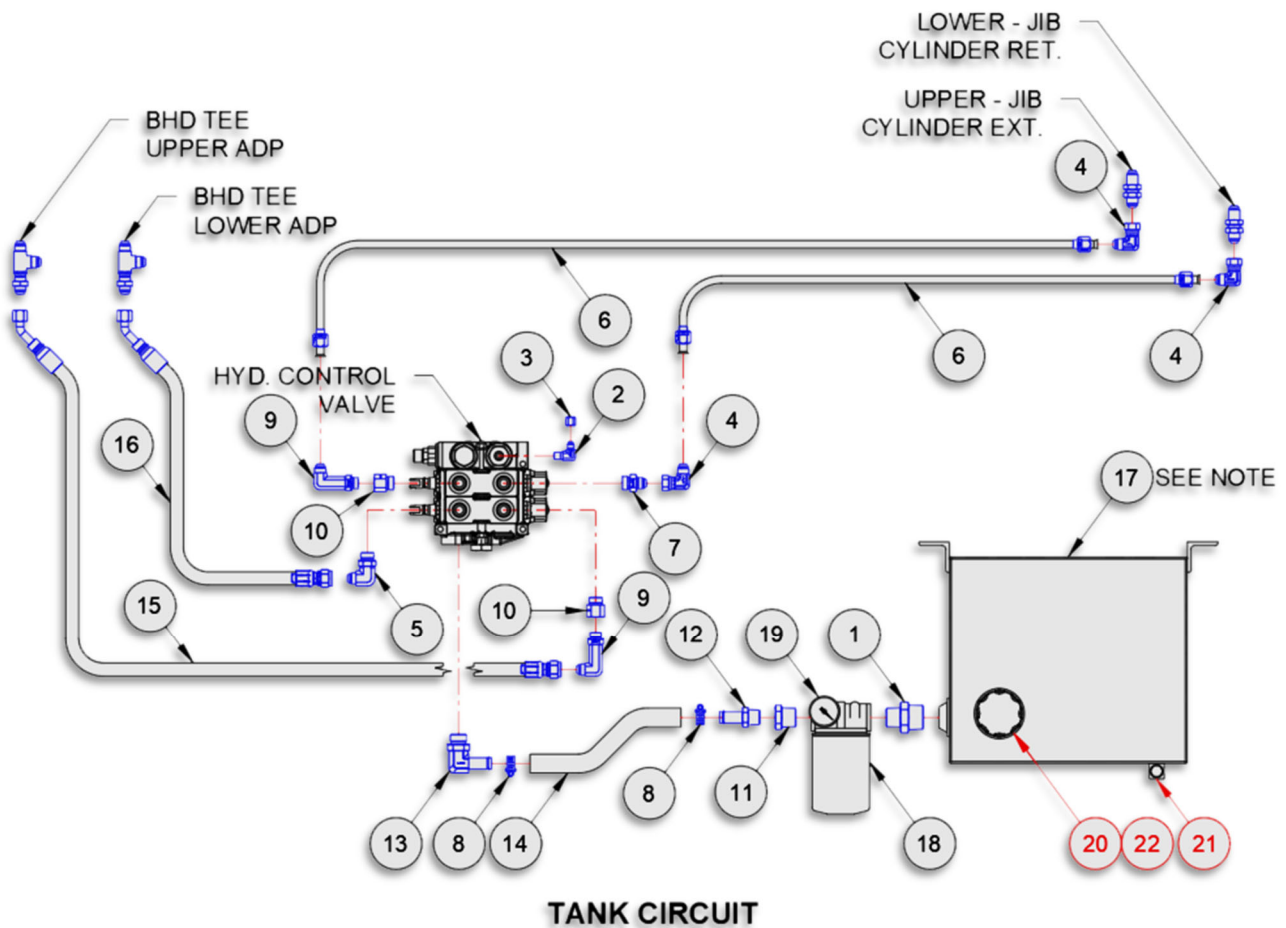 LOWER - JIB
CYLINDER RET.
UPPER - JIB
CYLINDER EXT.
BHD TEE
UPPER ADP
BHD TEE
LOWER ADP
4
6
6
4
3
2
HYD. CONTROL
VALVE
9
4
16
10
7
17 SEE NOTE
15
5
10
9
12
19
1
13
8
14
8
11
18
20
22
21
TANK CIRCUIT